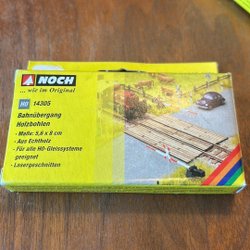 NOCH
... wie im Original
H0 14305
Bahnübergang
Holzbohlen
- Maße: 5,6 x 8 cm
- Aus Echtholz
- Für alle H0-Gleissysteme
geeignet
- Lasergeschnitten